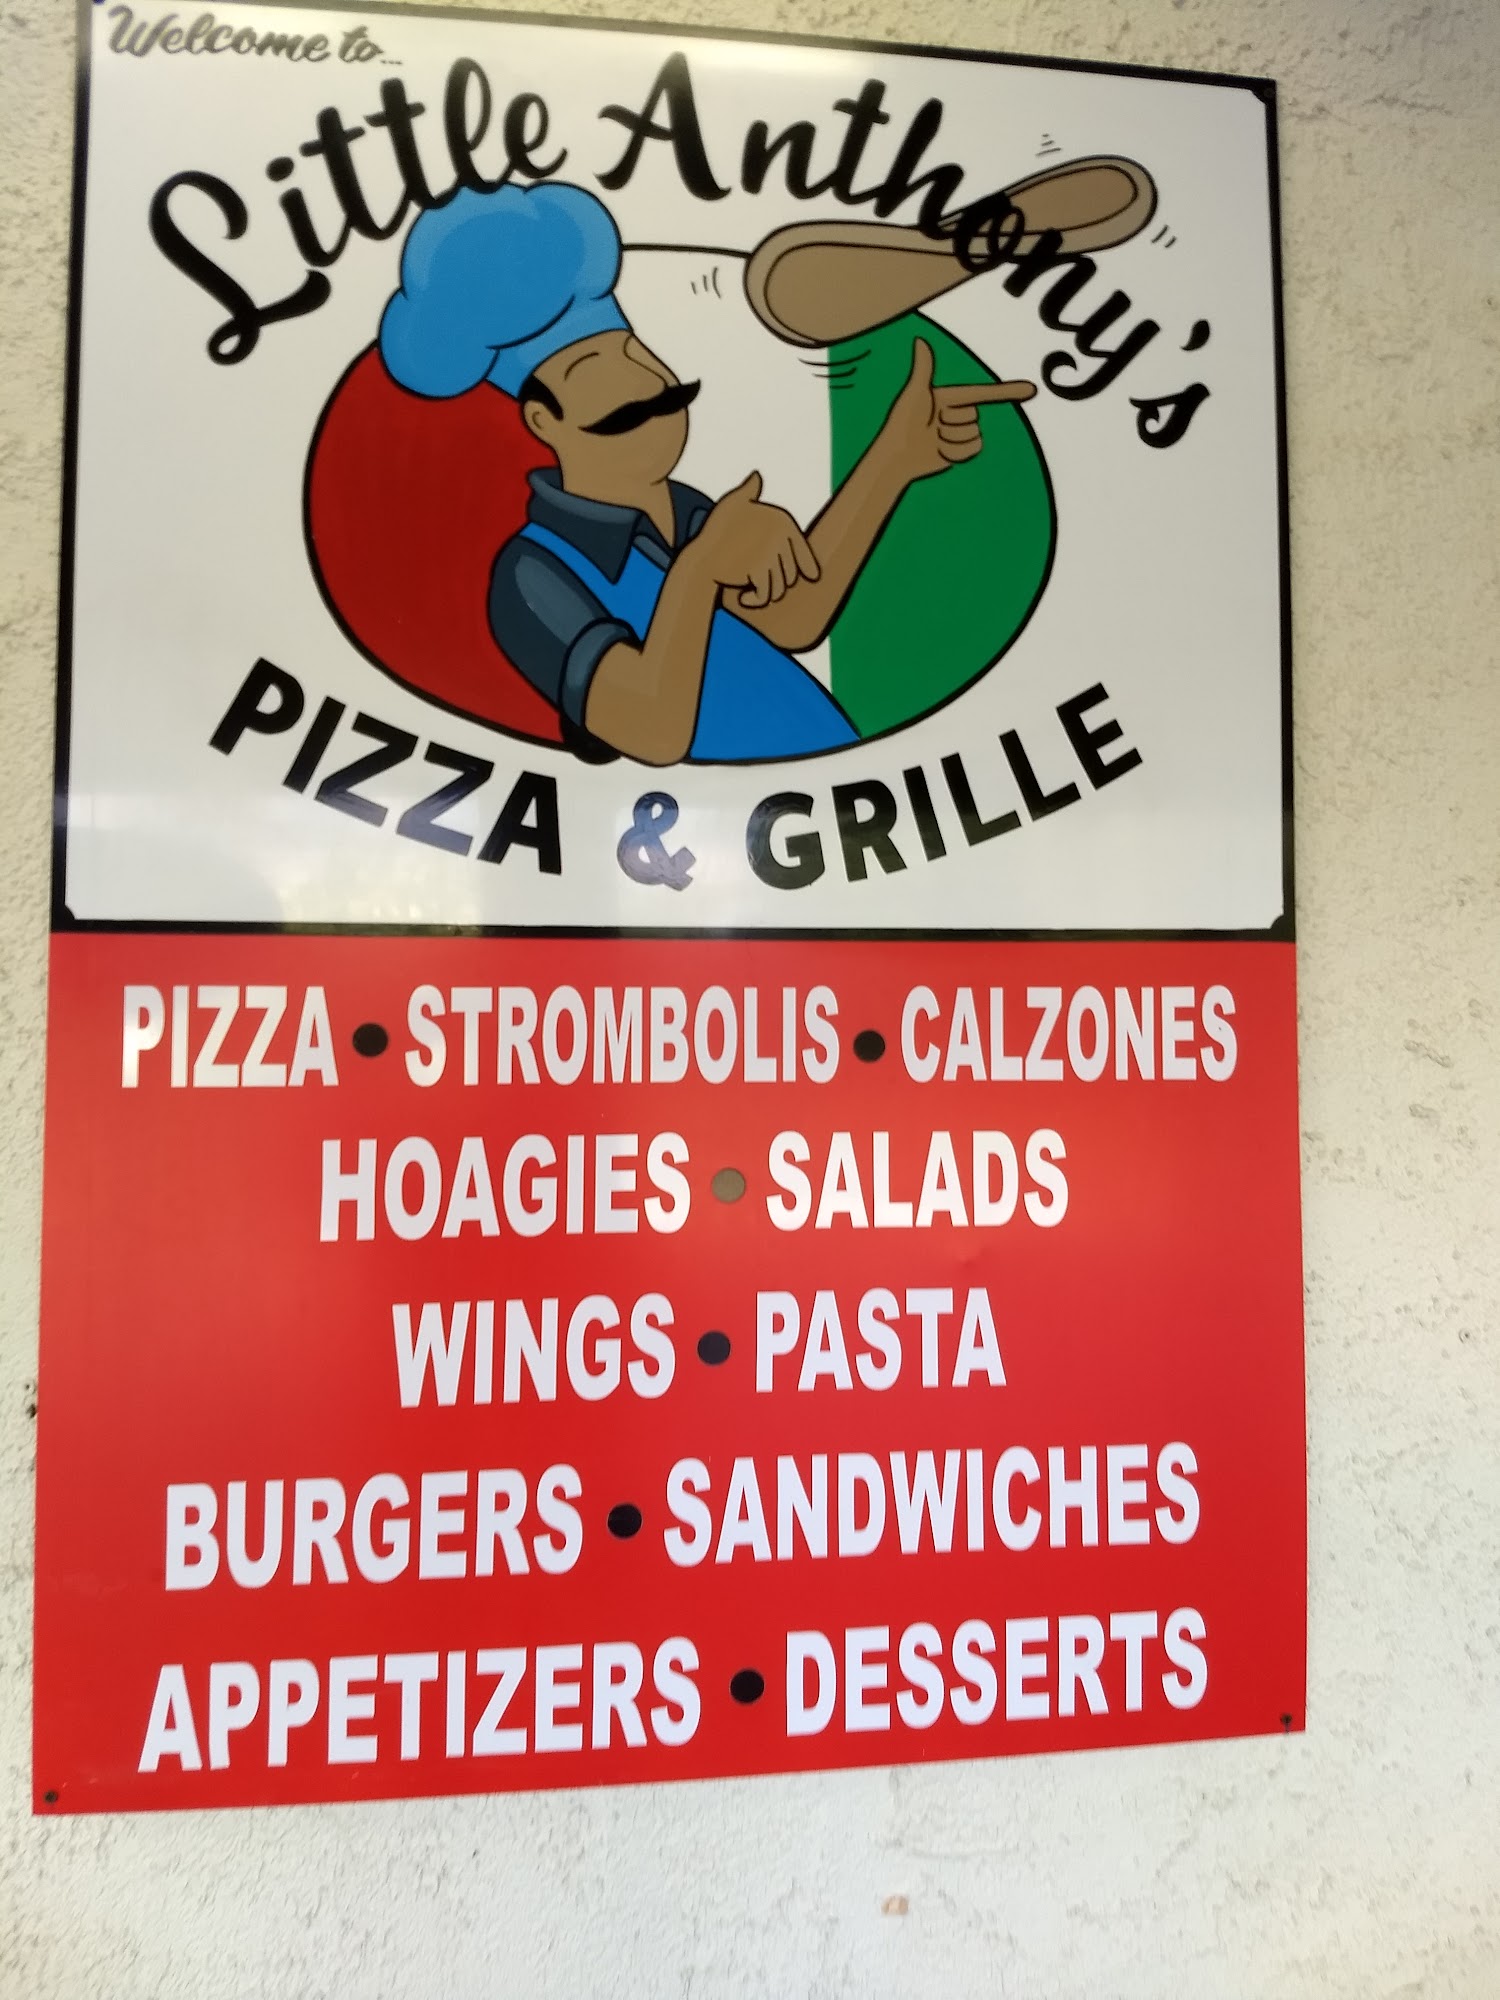 Welcome to...
Little Anthony's
PIZZA & GRILLE
PIZZA • STROMBOLIS • CALZONES
HOAGIES • SALADS
WINGS • PASTA
BURGERS • SANDWICHES
APPETIZERS • DESSERTS